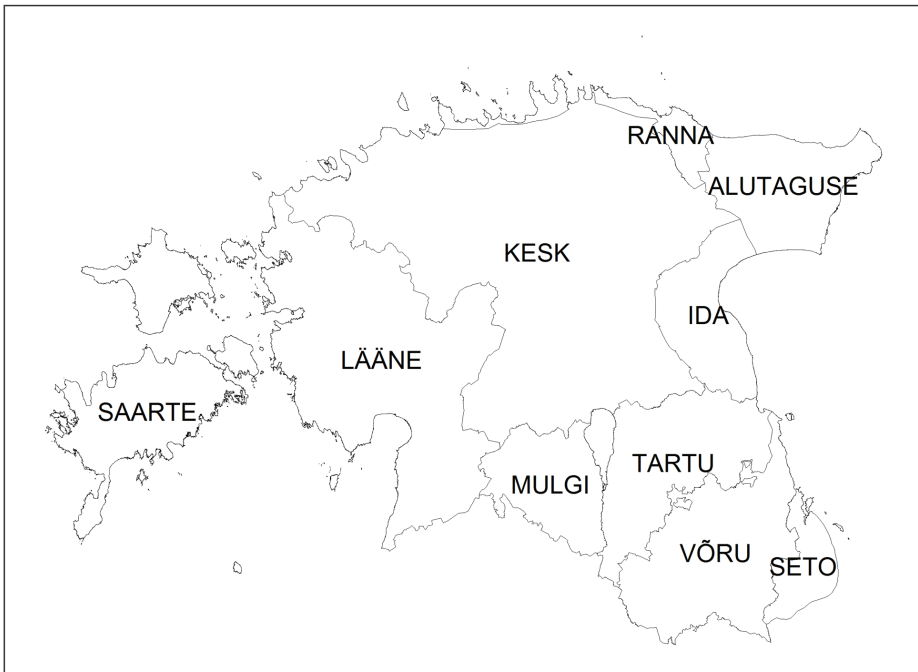 RANNA
ALUTAGUSE
KESK
IDA
LÄÄNE
SAARTE
TARTU
MULGI
VÕRU
SETO